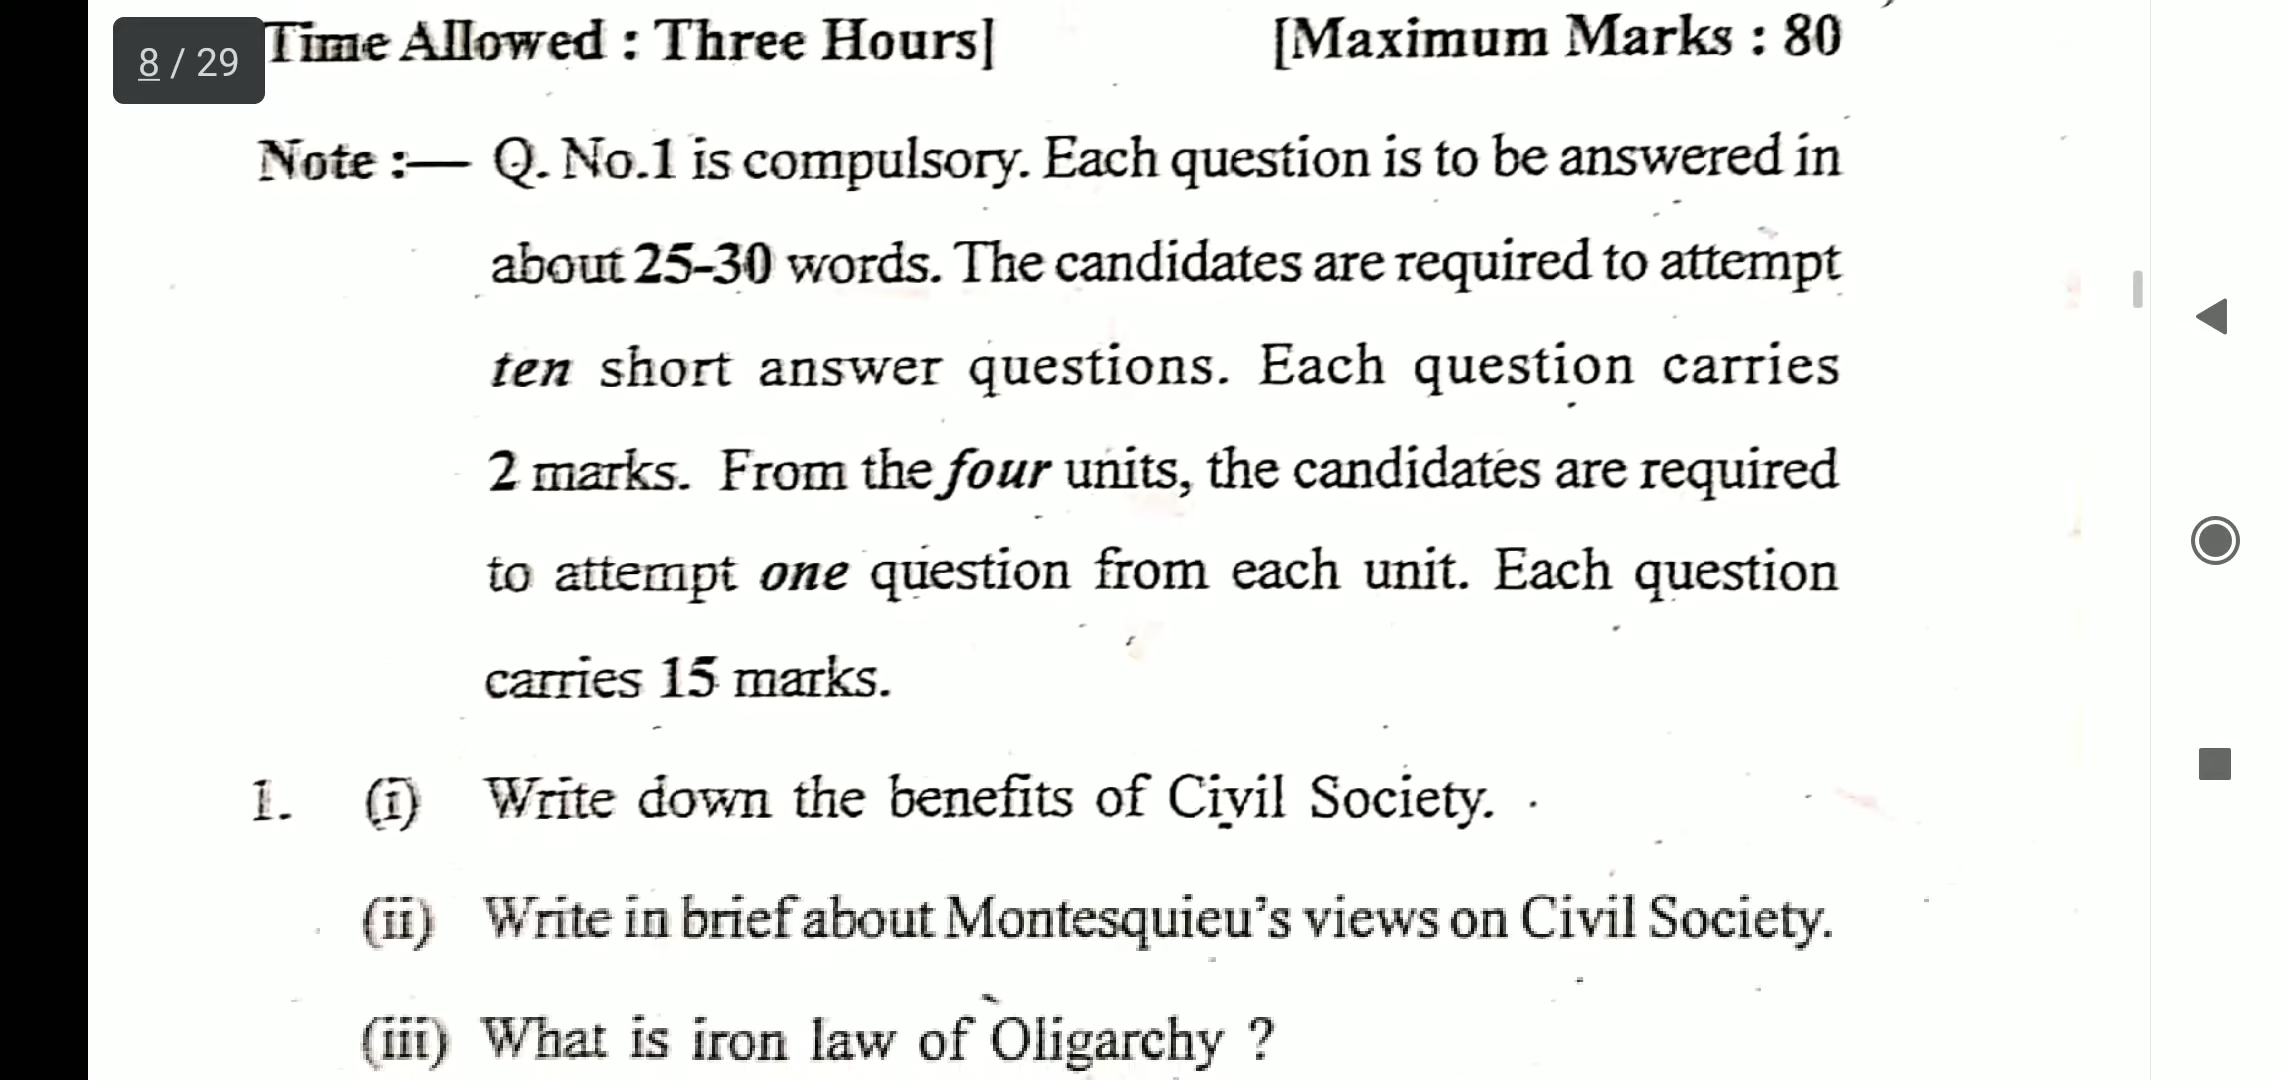 8 / 29
Time Allowed : Three Hours] [Maximum Marks : 80
Note :— Q. No.1 is compulsory. Each question is to be answered in
about 25-30 words. The candidates are required to attempt
ten short answer questions. Each question carries
2 marks. From the four units, the candidates are required
to attempt one question from each unit. Each question
carries 15 marks.
1. (i) Write down the benefits of Civil Society.
(ii) Write in brief about Montesquieu's views on Civil Society.
(iii) What is iron law of Oligarchy ?